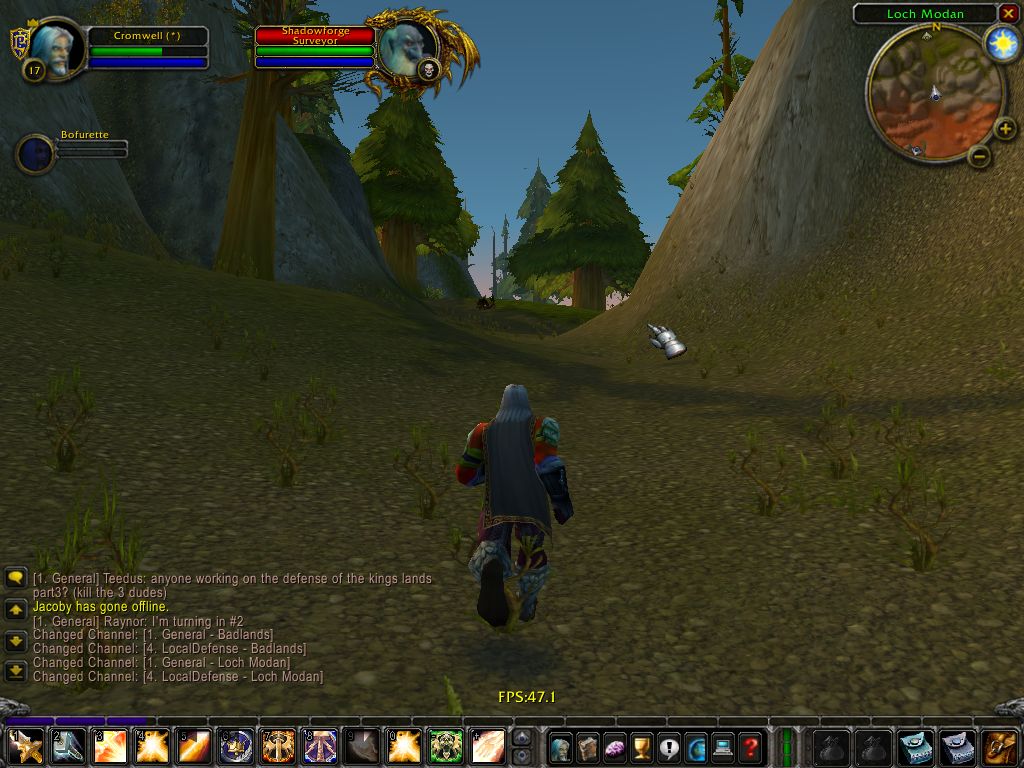 Cromwell (*)
17
Shadowforge
Surveyor
Loch Modan
N
Bofurette
[1. General] Teedus: anyone working on the defense of the kings lands
part3? (kill the 3 dudes)
Jacoby has gone offline.
[1. General] Raynor: I'm turning in #2
Changed Channel: [1. General - Badlands]
Changed Channel: [4. LocalDefense - Badlands]
Changed Channel: [1. General - Loch Modan]
Changed Channel: [4. LocalDefense - Loch Modan]
FPS:47.1